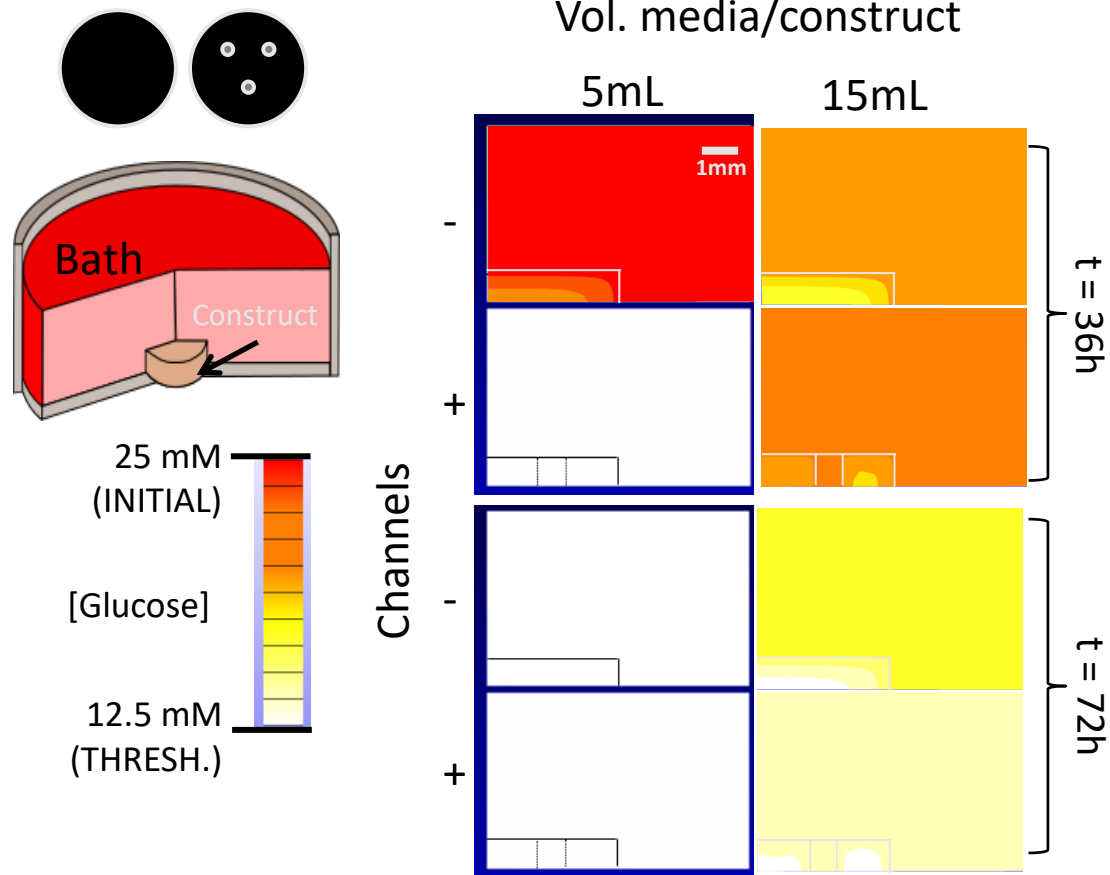 Vol. media/construct
5mL
15mL
1mm
Bath
Construct
-
+
t = 36h
25 mM
(INITIAL)
[Glucose]
12.5 mM
(THRESH.)
Channels
-
+
t = 72h